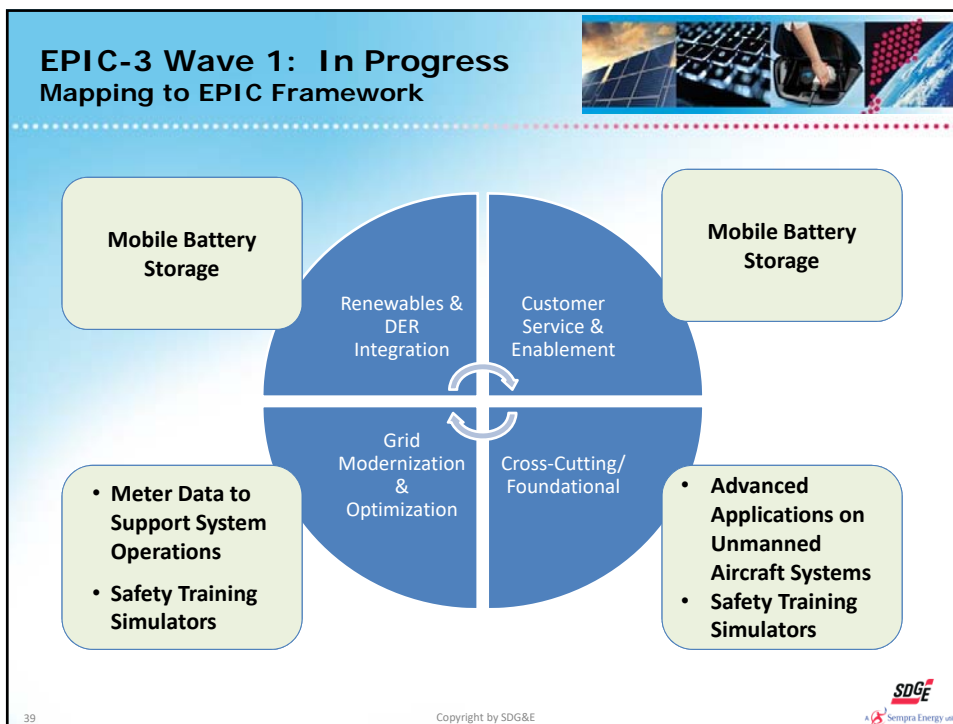 EPIC-3 Wave 1: In Progress
Mapping to EPIC Framework
Mobile Battery
Storage
Mobile Battery
Storage
Renewables &
DER
Integration
Customer
Service &
Enablement
Grid
Modernization
&
Optimization
Cross-Cutting/
Foundational
• Meter Data to
Support System
Operations
• Safety Training
Simulators
• Advanced
Applications on
Unmanned
Aircraft Systems
• Safety Training
Simulators
39
Copyright by SDG&E
SDGE
A Sempra Energy unit